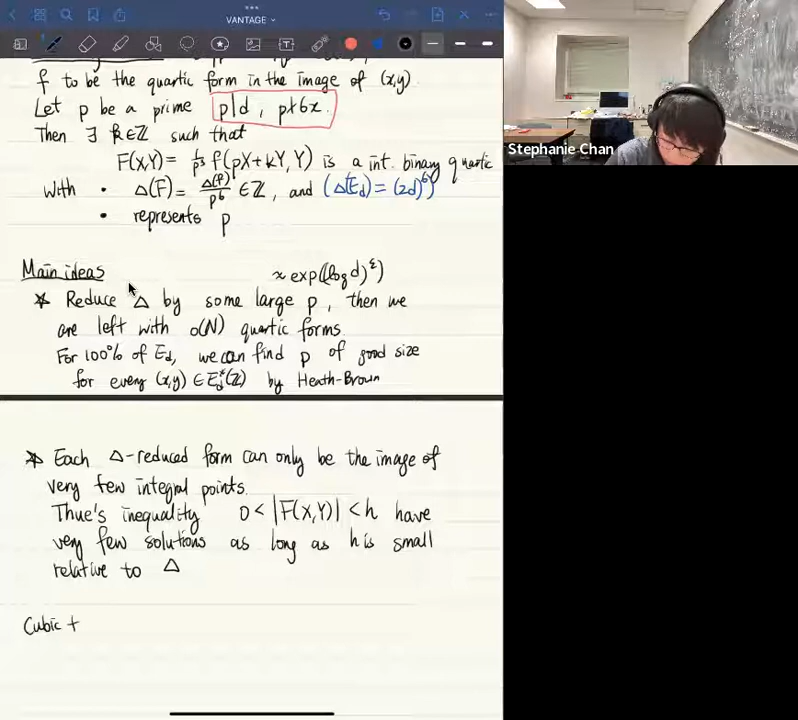 VANTAGE
f to be the quartic form in the image of (x,y).
Let p be a prime p|d, p∤6x.
Then ∃ k∈ℤ such that
F(X,Y) = 1/p³ f(pX+kY, Y) is a int. binary quartic
with • Δ(F) = Δ(f)/p⁶ ∈ ℤ, and (Δ(E_d) = (2d)⁶)
• represents p
Main ideas
≈ exp((log d)^ε)
* Reduce Δ by some large p, then we
are left with o(N) quartic forms.
For 100% of E_d, we can find p of good size
for every (x,y) ∈ E_d*(ℤ) by Heath-Brown
* Each Δ-reduced form can only be the image of
very few integral points.
Thue's inequality 0 < |F(X,Y)| < h have
very few solutions as long as h is small
relative to Δ
Cubic +
Stephanie Chan